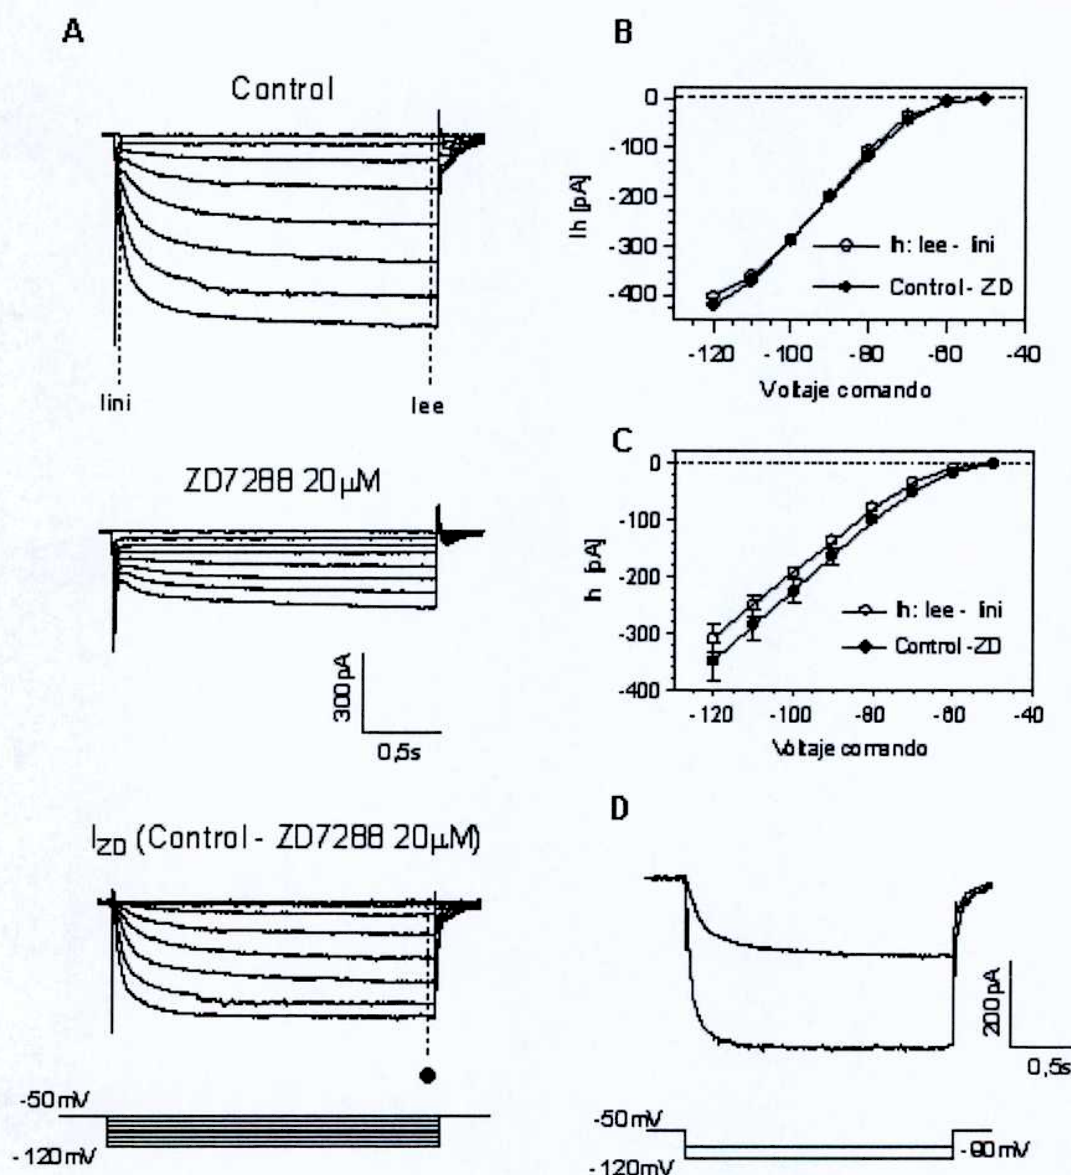 A
Control
Iini
Iee
ZD7288 20µM
300pA
0,5s
I ZD (Control - ZD7288 20µM)
-50mV
-120mV
B
0
-100
-200
-300
-400
Ih [pA]
Ih: Iee - Iini
Control - ZD
-120 -100 -80 -60 -40
Voltaje comando
C
0
-100
-200
-300
-400
Ih [pA]
Ih: Iee - Iini
Control -ZD
-120 -100 -80 -60 -40
Voltaje comando
D
200pA
0,5s
-50mV
-120mV